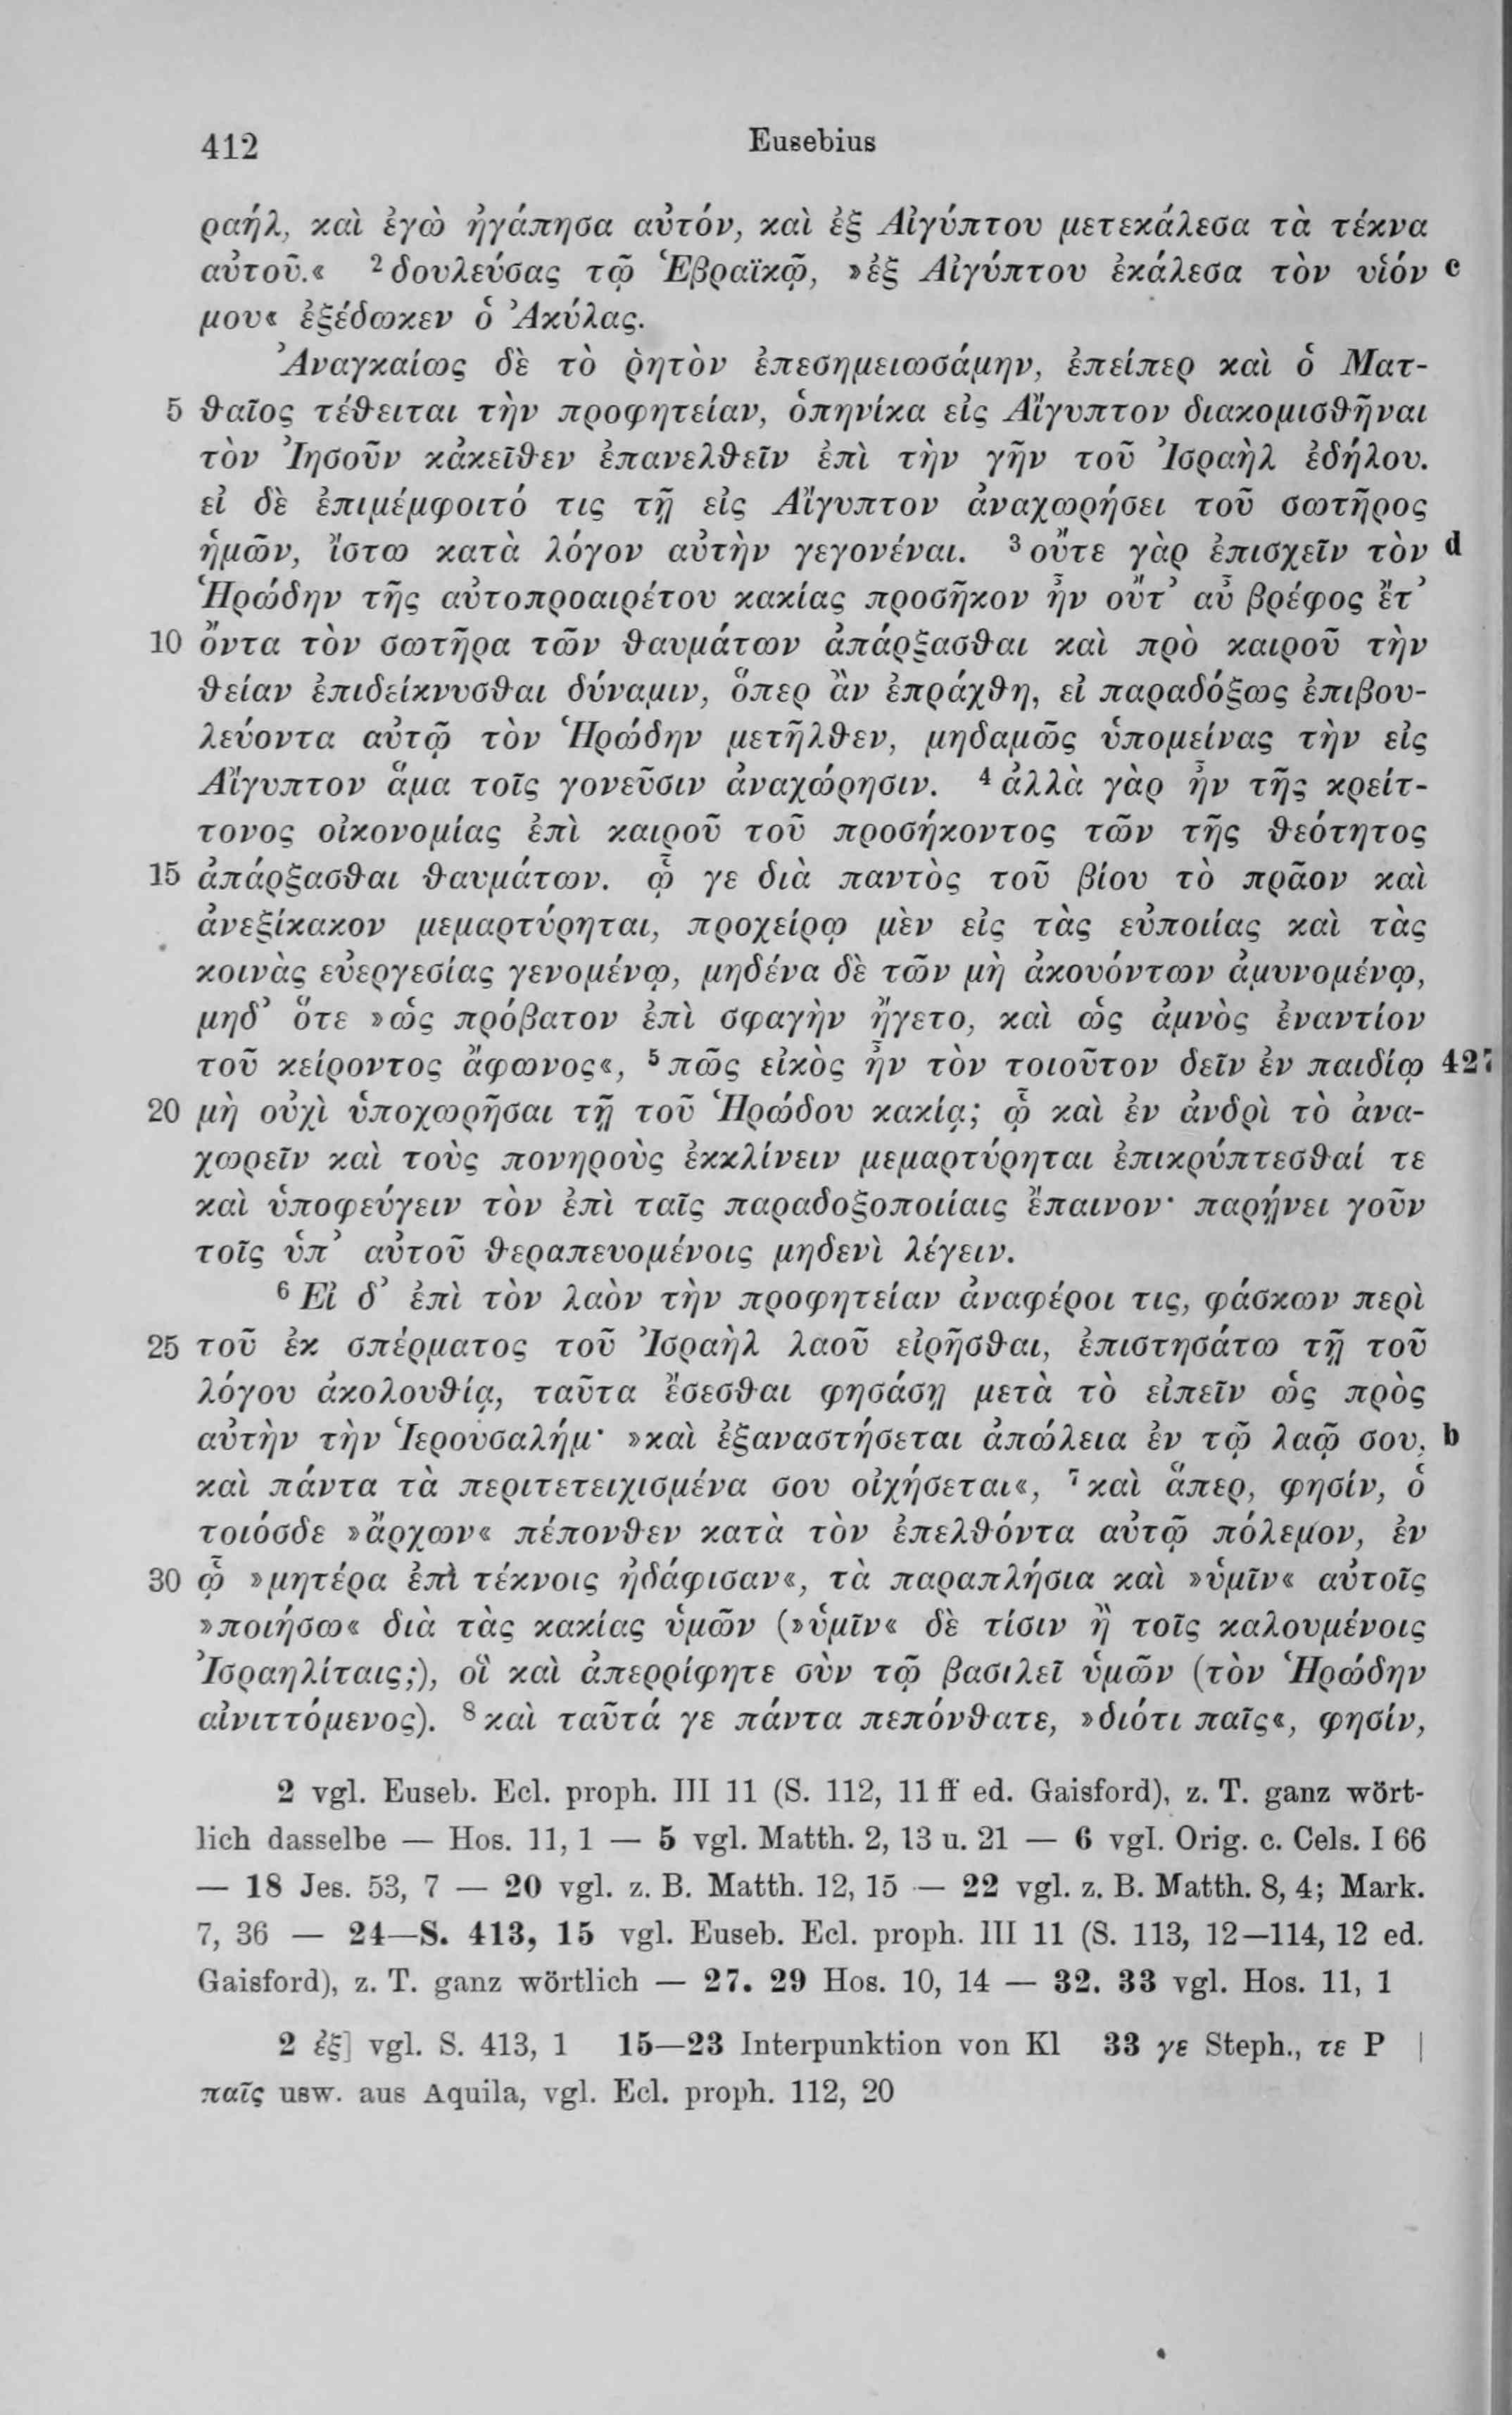 412 Eusebius
ραήλ, καὶ ἐγὼ ἠγάπησα αὐτόν, καὶ ἐξ Αἰγύπτου μετεκάλεσα τὰ τέκνα
αὐτοῦ.« ²δουλεύσας τῷ Ἑβραϊκῷ, »ἐξ Αἰγύπτου ἐκάλεσα τὸν υἱόν c
μου« ἐξέδωκεν ὁ Ἀκύλας.
Ἀναγκαίως δὲ τὸ ῥητὸν ἐπεσημειωσάμην, ἐπείπερ καὶ ὁ Ματ-
5 θαῖος τέθειται τὴν προφητείαν, ὁπηνίκα εἰς Αἴγυπτον διακομισθῆναι
τὸν Ἰησοῦν κἀκεῖθεν ἐπανελθεῖν ἐπὶ τὴν γῆν τοῦ Ἰσραὴλ ἐδήλου.
εἰ δὲ ἐπιμέμφοιτό τις τῇ εἰς Αἴγυπτον ἀναχωρήσει τοῦ σωτῆρος
ἡμῶν, ἴστω κατὰ λόγον αὐτὴν γεγονέναι. ³οὔτε γὰρ ἐπισχεῖν τὸν d
Ἡρώδην τῆς αὐτοπροαιρέτου κακίας προσῆκον ἦν οὔτ’ αὖ βρέφος ἔτ’
10 ὄντα τὸν σωτῆρα τῶν θαυμάτων ἀπάρξασθαι καὶ πρὸ καιροῦ τὴν
θείαν ἐπιδείκνυσθαι δύναμιν, ὅπερ ἂν ἐπράχθη, εἰ παραδόξως ἐπιβου-
λεύοντα αὐτῷ τὸν Ἡρώδην μετῆλθεν, μηδαμῶς ὑπομείνας τὴν εἰς
Αἴγυπτον ἅμα τοῖς γονεῦσιν ἀναχώρησιν. ⁴ἀλλὰ γὰρ ἦν τῆς κρείτ-
τονος οἰκονομίας ἐπὶ καιροῦ τοῦ προσήκοντος τῶν τῆς θεότητος
15 ἀπάρξασθαι θαυμάτων. ᾧ γε διὰ παντὸς τοῦ βίου τὸ πρᾶον καὶ
ἀνεξίκακον μεμαρτύρηται, προχείρῳ μὲν εἰς τὰς εὐποιίας καὶ τὰς
κοινὰς εὐεργεσίας γενομένῳ, μηδένα δὲ τῶν μὴ ἀκουόντων ἀμυνομένῳ,
μηδ’ ὅτε »ὡς πρόβατον ἐπὶ σφαγὴν ἤγετο, καὶ ὡς ἀμνὸς ἐναντίον
τοῦ κείροντος ἄφωνος«, ⁵πῶς εἰκὸς ἦν τὸν τοιοῦτον δεῖν ἐν παιδίῳ 427
20 μὴ οὐχὶ ὑποχωρῆσαι τῇ τοῦ Ἡρώδου κακίᾳ; ᾧ καὶ ἐν ἀνδρὶ τὸ ἀνα-
χωρεῖν καὶ τοὺς πονηροὺς ἐκκλίνειν μεμαρτύρηται ἐπικρύπτεσθαί τε
καὶ ὑποφεύγειν τὸν ἐπὶ ταῖς παραδοξοποιίαις ἔπαινον· παρῄνει γοῦν
τοῖς ὑπ’ αὐτοῦ θεραπευομένοις μηδενὶ λέγειν.
⁶Εἰ δ’ ἐπὶ τὸν λαὸν τὴν προφητείαν ἀναφέροι τις, φάσκων περὶ
25 τοῦ ἐκ σπέρματος τοῦ Ἰσραὴλ λαοῦ εἰρῆσθαι, ἐπιστησάτω τῇ τοῦ
λόγου ἀκολουθίᾳ, ταῦτα ἔσεσθαι φησάσῃ μετὰ τὸ εἰπεῖν ὡς πρὸς
αὐτὴν τὴν Ἱερουσαλήμ· »καὶ ἐξαναστήσεται ἀπώλεια ἐν τῷ λαῷ σου, b
καὶ πάντα τὰ περιτετειχισμένα σου οἰχήσεται«, ⁷καὶ ἅπερ, φησίν, ὁ
τοιόσδε »ἄρχων« πέπονθεν κατὰ τὸν ἐπελθόντα αὐτῷ πόλεμον, ἐν
30 ᾧ »μητέρα ἐπὶ τέκνοις ἠδάφισαν«, τὰ παραπλήσια καὶ »ὑμῖν« αὐτοῖς
»ποιήσω« διὰ τὰς κακίας ὑμῶν (»ὑμῖν« δὲ τίσιν ἢ τοῖς καλουμένοις
Ἰσραηλίταις;), οἳ καὶ ἀπερρίφητε σὺν τῷ βασιλεῖ ὑμῶν (τὸν Ἡρώδην
αἰνιττόμενος). ⁸καὶ ταῦτά γε πάντα πεπόνθατε, »διότι παῖς«, φησίν,
2 vgl. Euseb. Ecl. proph. III 11 (S. 112, 11 ff ed. Gaisford), z. T. ganz wört-
lich dasselbe — Hos. 11, 1 — 5 vgl. Matth. 2, 13 u. 21 — 6 vgl. Orig. c. Cels. I 66
— 18 Jes. 53, 7 — 20 vgl. z. B. Matth. 12, 15 — 22 vgl. z. B. Matth. 8, 4; Mark.
7, 36 — 24—S. 413, 15 vgl. Euseb. Ecl. proph. III 11 (S. 113, 12—114, 12 ed.
Gaisford), z. T. ganz wörtlich — 27. 29 Hos. 10, 14 — 32. 33 vgl. Hos. 11, 1
2 ἐξ] vgl. S. 413, 1 15—23 Interpunktion von Kl 33 γε Steph., τε P |
παῖς usw. aus Aquila, vgl. Ecl. proph. 112, 20